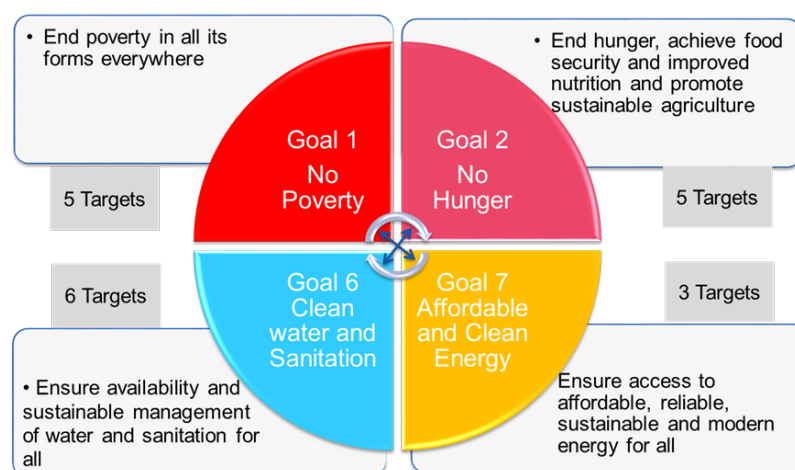 • End poverty in all its
forms everywhere
• End hunger, achieve food
security and improved
nutrition and promote
sustainable agriculture
Goal 1
No
Poverty
Goal 2
No
Hunger
5 Targets
5 Targets
6 Targets
3 Targets
Goal 6
Clean
water and
Sanitation
Goal 7
Affordable
and Clean
Energy
• Ensure availability and
sustainable management
of water and sanitation for
all
Ensure access to
affordable, reliable,
sustainable and modern
energy for all